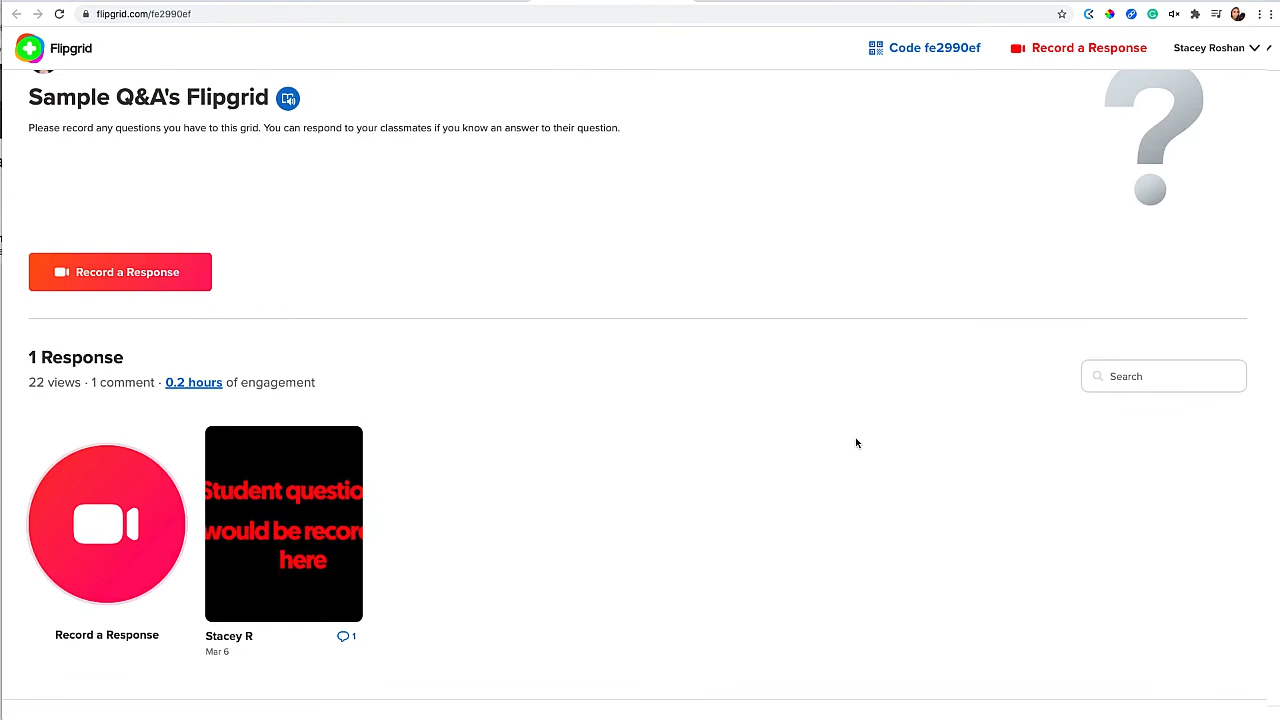 flipgrid.com/fe2990ef
Flipgrid
Code fe2990ef
Record a Response
Stacey Roshan
Sample Q&A's Flipgrid
Please record any questions you have to this grid. You can respond to your classmates if you know an answer to their question.
?
Record a Response
1 Response
22 views · 1 comment · 0.2 hours of engagement
Search
Student questio
would be record
here
Record a Response
Stacey R
1
Mar 6